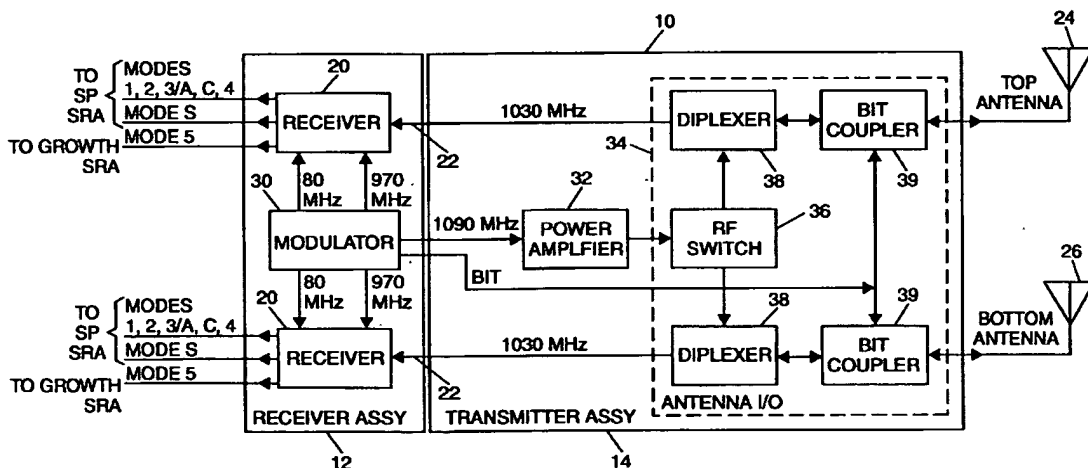 10
24
TO SP SRA
MODES 1, 2, 3/A, C, 4
MODE S
TO GROWTH SRA
MODE 5
20
RECEIVER
22
1030 MHz
34
DIPLEXER
38
BIT COUPLER
39
TOP ANTENNA
80 MHz
970 MHz
30
MODULATOR
1090 MHz
32
POWER AMPLFIER
RF SWITCH
36
BIT
80 MHz
970 MHz
26
TO SP SRA
MODES 1, 2, 3/A, C, 4
MODE S
TO GROWTH SRA
MODE 5
20
RECEIVER
22
1030 MHz
DIPLEXER
38
BIT COUPLER
39
BOTTOM ANTENNA
ANTENNA I/O
RECEIVER ASSY
TRANSMITTER ASSY
12
14